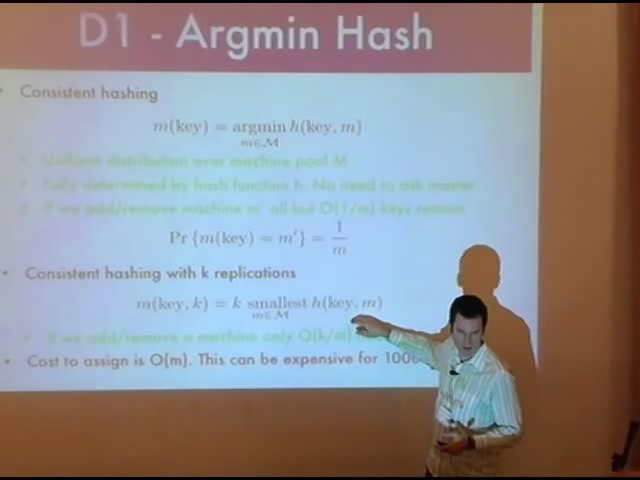 D1 - Argmin Hash
• Consistent hashing
m(key) = argmin h(key, m)
m∈M
• Uniform distribution over machine pool M
• Fully determined by hash function h. No need to ask master
• If we add/remove machine m' all but O(1/m) keys remain
Pr {m(key) = m'} = 1/m
• Consistent hashing with k replications
m(key, k) = k smallest h(key, m)
m∈M
• If we add/remove a machine only O(k/m)
• Cost to assign is O(m). This can be expensive for 100